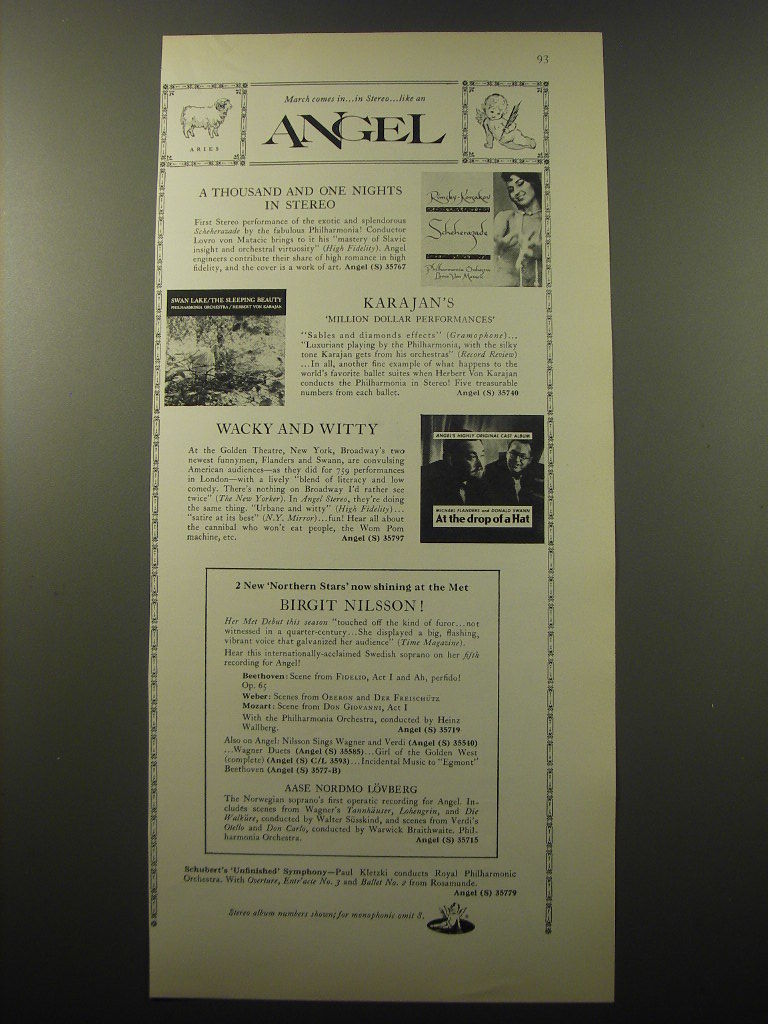 93
March comes in...in Stereo...like an
ANGEL
ARIES
A THOUSAND AND ONE NIGHTS
IN STEREO
First Stereo performance of the exotic and splendorous
Scheherazade by the fabulous Philharmonia! Conductor
Lovro von Matacic brings to it his "mastery of Slavic
insight and orchestral virtuosity" (High Fidelity). Angel
engineers contribute their share of high romance in high
fidelity, and the cover is a work of art. Angel (S) 35767
Rimsky-Korsakov
Scheherazade
Philharmonia Orchestra
Lovro Von Matacic
SWAN LAKE/THE SLEEPING BEAUTY
PHILHARMONIA ORCHESTRA/HERBERT VON KARAJAN
KARAJAN'S
'MILLION DOLLAR PERFORMANCES'
"Sables and diamonds effects" (Gramophone)...
"Luxuriant playing by the Philharmonia, with the silky
tone Karajan gets from his orchestras" (Record Review)
...In all, another fine example of what happens to the
world's favorite ballet suites when Herbert Von Karajan
conducts the Philharmonia in Stereo! Five treasurable
numbers from each ballet. Angel (S) 35740
WACKY AND WITTY
At the Golden Theatre, New York, Broadway's two
newest funnymen, Flanders and Swann, are convulsing
American audiences—as they did for 759 performances
in London—with a lively "blend of literacy and low
comedy. There's nothing on Broadway I'd rather see
twice" (The New Yorker). In Angel Stereo, they're doing
the same thing. "Urbane and witty" (High Fidelity)...
"satire at its best" (N.Y. Mirror)...fun! Hear all about
the cannibal who won't eat people, the Wom Pom
machine, etc. Angel (S) 35797
ANGEL'S HIGHLY ORIGINAL CAST ALBUM
MICHAEL FLANDERS and DONALD SWANN
At the drop of a Hat
2 New 'Northern Stars' now shining at the Met
BIRGIT NILSSON!
Her Met Debut this season "touched off the kind of furor...not
witnessed in a quarter-century...She displayed a big, flashing,
vibrant voice that galvanized her audience" (Time Magazine).
Hear this internationally-acclaimed Swedish soprano on her fifth
recording for Angel!
Beethoven: Scene from FIDELIO, Act I and Ah, perfido!
Op. 65
Weber: Scenes from OBERON and DER FREISCHÜTZ
Mozart: Scene from DON GIOVANNI, Act I
With the Philharmonia Orchestra, conducted by Heinz
Wallberg. Angel (S) 35719
Also on Angel: Nilsson Sings Wagner and Verdi (Angel (S) 35540)
...Wagner Duets (Angel (S) 35585)...Girl of the Golden West
(complete) (Angel (S) C/L 3593)...Incidental Music to "Egmont"
Beethoven (Angel (S) 3577-B)
AASE NORDMO LÖVBERG
The Norwegian soprano's first operatic recording for Angel. In-
cludes scenes from Wagner's Tannhäuser, Lohengrin, and Die
Walküre, conducted by Walter Süsskind, and scenes from Verdi's
Otello and Don Carlo, conducted by Warwick Braithwaite. Phil-
harmonia Orchestra. Angel (S) 35715
Schubert's 'Unfinished' Symphony—Paul Kletzki conducts Royal Philharmonic
Orchestra. With Overture, Entr'acte No. 3 and Ballet No. 2 from Rosamunde.
Angel (S) 35779
Stereo album numbers shown; for monophonic omit S.